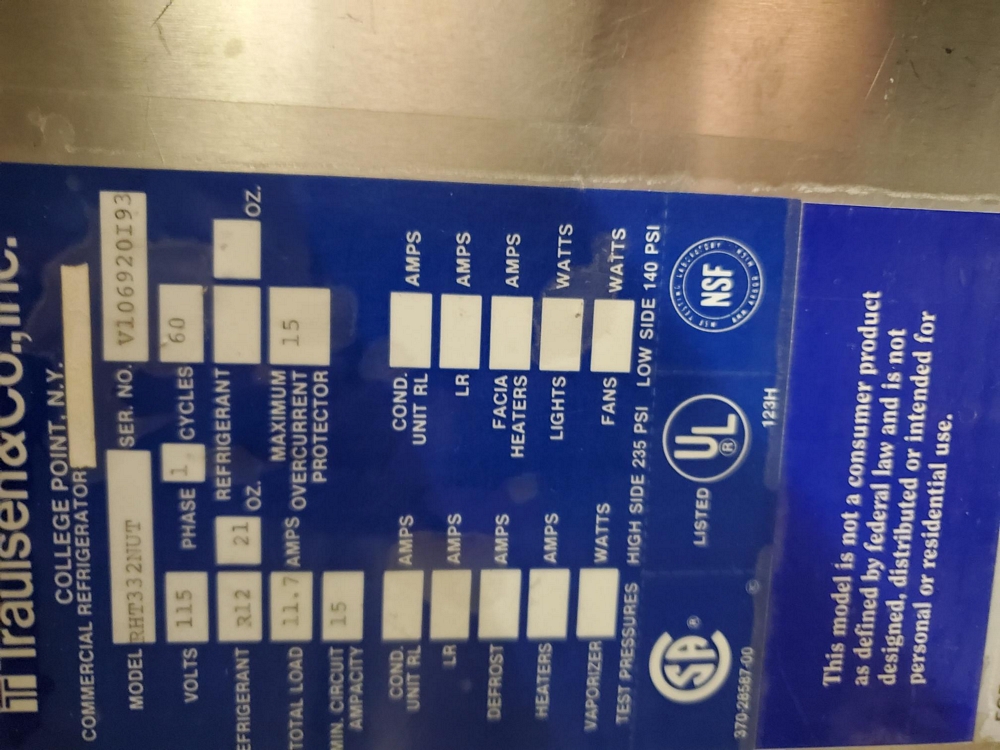 Traulsen & Co., Inc.
COLLEGE POINT, N.Y.
COMMERCIAL REFRIGERATOR
MODEL RHT332NUT SER. NO. V106920I93
VOLTS 115 PHASE 1 CYCLES 60
REFRIGERANT R12 21 OZ. REFRIGERANT OZ.
TOTAL LOAD 11.7 AMPS MAXIMUM OVERCURRENT PROTECTOR 15
MIN. CIRCUIT AMPACITY 15
COND. UNIT RL AMPS COND. UNIT RL AMPS
LR AMPS LR AMPS
DEFROST AMPS FACIA HEATERS AMPS
HEATERS AMPS LIGHTS WATTS
VAPORIZER WATTS FANS WATTS
TEST PRESSURES HIGH SIDE 235 PSI LOW SIDE 140 PSI
SA ® LISTED UL ® NSF
370-28587-00 © 123H
This model is not a consumer product
as defined by federal law and is not
designed, distributed or intended for
personal or residential use.